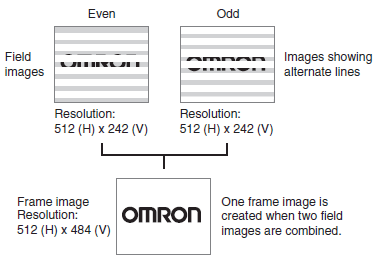 Even
Odd
Field
images
OMRON
OMRON
Images showing
alternate lines
Resolution:
512 (H) x 242 (V)
Resolution:
512 (H) x 242 (V)
Frame image
Resolution:
512 (H) x 484 (V)
OMRON
One frame image is
created when two field
images are combined.